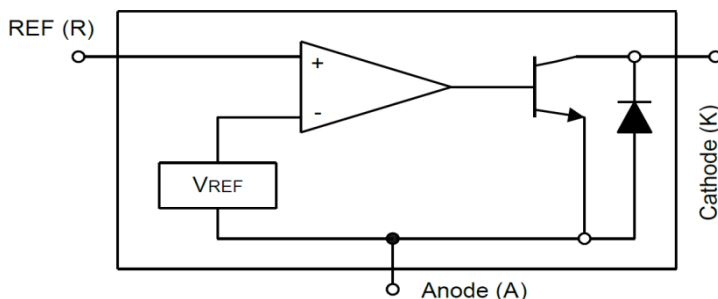 REF (R)
+
-
VREF
Cathode (K)
Anode (A)